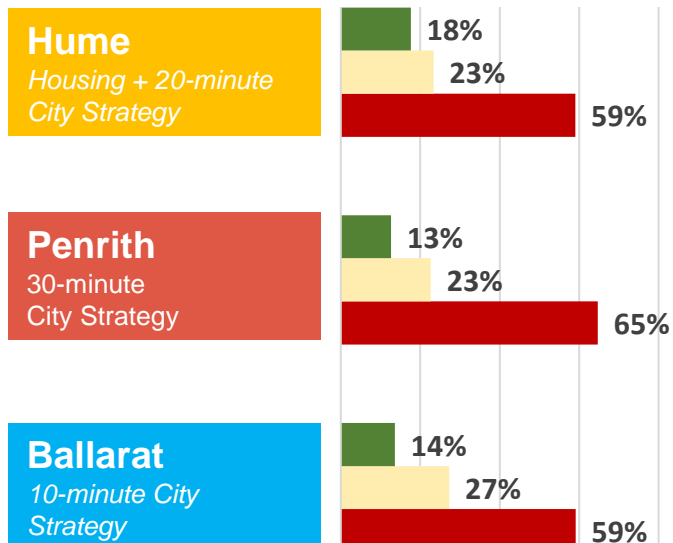 Hume
Housing + 20-minute
City Strategy
18%
23%
59%
Penrith
30-minute
City Strategy
13%
23%
65%
Ballarat
10-minute City
Strategy
14%
27%
59%